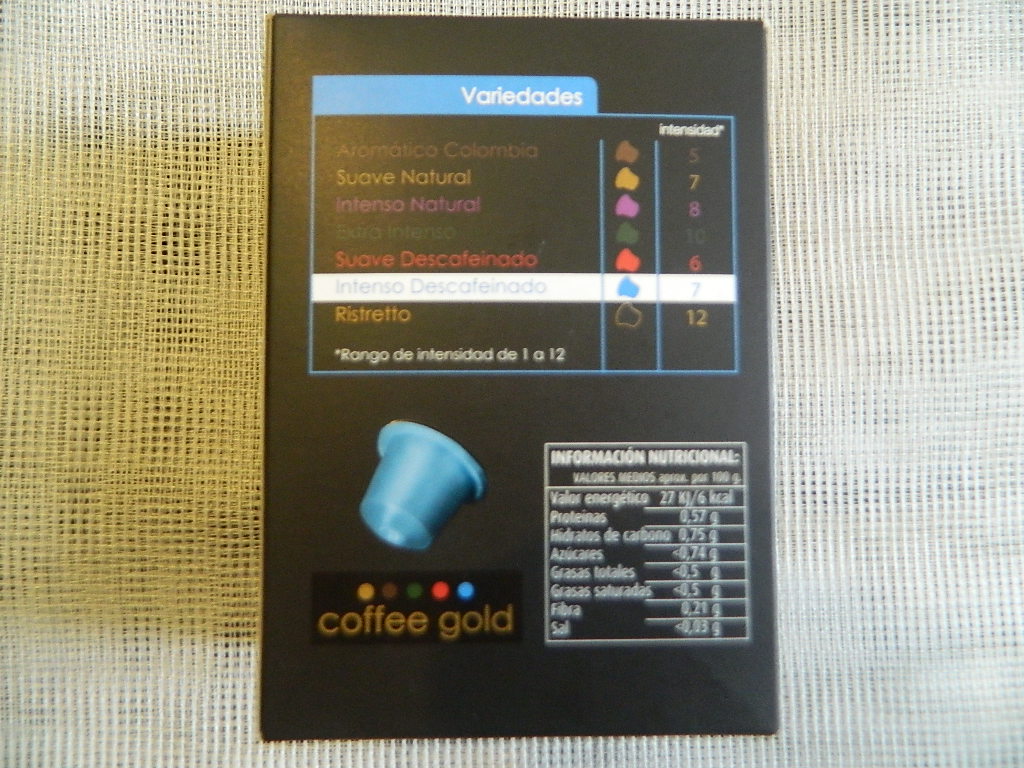 Variedades
intensidad*
Aromático Colombia 5
Suave Natural 7
Intenso Natural 8
Extra Intenso 10
Suave Descafeinado 6
Intenso Descafeinado 7
Ristretto 12
*Rango de intensidad de 1 a 12
INFORMACIÓN NUTRICIONAL:
VALORES MEDIOS aprox. por 100 g.
Valor energético 27 KJ/6 kcal
Proteinas 0,57 g
Hidratos de carbono 0,75 g
Azúcares <0,74 g
Grasas totales <0,5 g
Grasas saturadas <0,5 g
Fibra 0,21 g
Sal <0,03 g
coffee gold